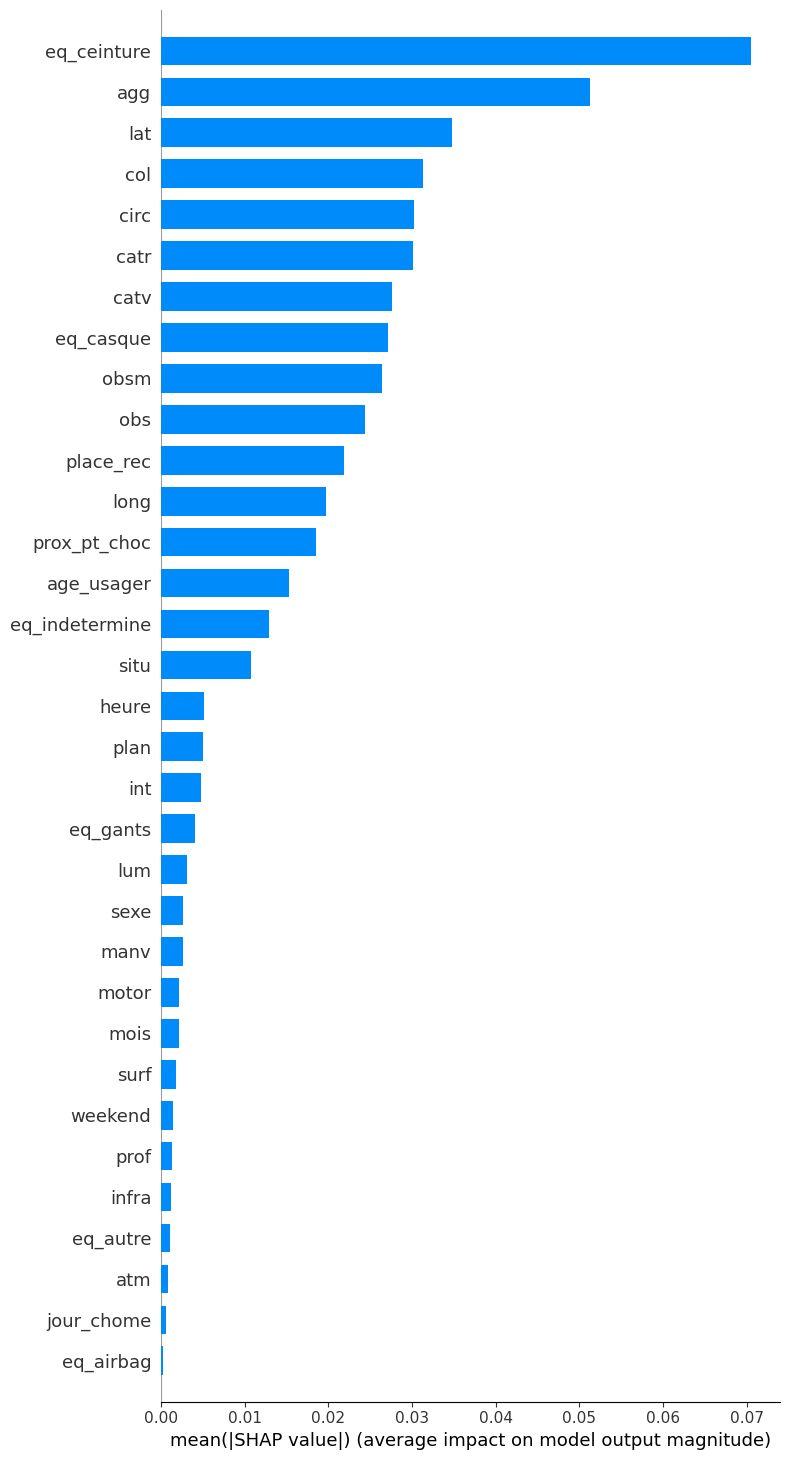 eq_ceinture
agg
lat
col
circ
catr
catv
eq_casque
obsm
obs
place_rec
long
prox_pt_choc
age_usager
eq_indetermine
situ
heure
plan
int
eq_gants
lum
sexe
manv
motor
mois
surf
weekend
prof
infra
eq_autre
atm
jour_chome
eq_airbag
0.00 0.01 0.02 0.03 0.04 0.05 0.06 0.07
mean(|SHAP value|) (average impact on model output magnitude)